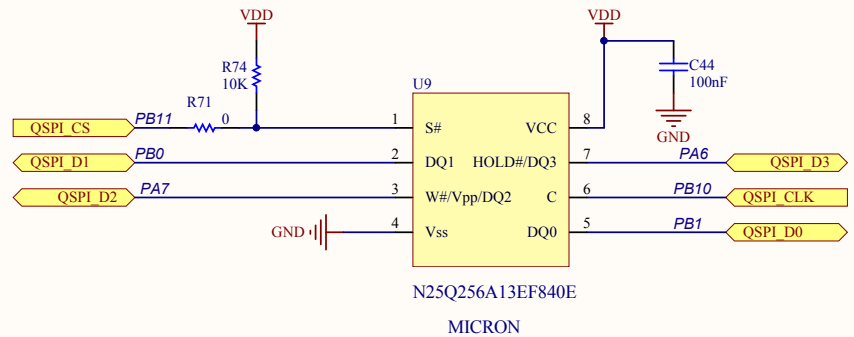 VDD
VDD
R74
10K
C44
100nF
U9
R71
0
QSPI_CS
PB11
1
S#
VCC
8
GND
QSPI_D1
PB0
2
DQ1
HOLD#/DQ3
7
PA6
QSPI_D3
QSPI_D2
PA7
3
W#/Vpp/DQ2
C
6
PB10
QSPI_CLK
GND
4
Vss
DQ0
5
PB1
QSPI_D0
N25Q256A13EF840E
MICRON